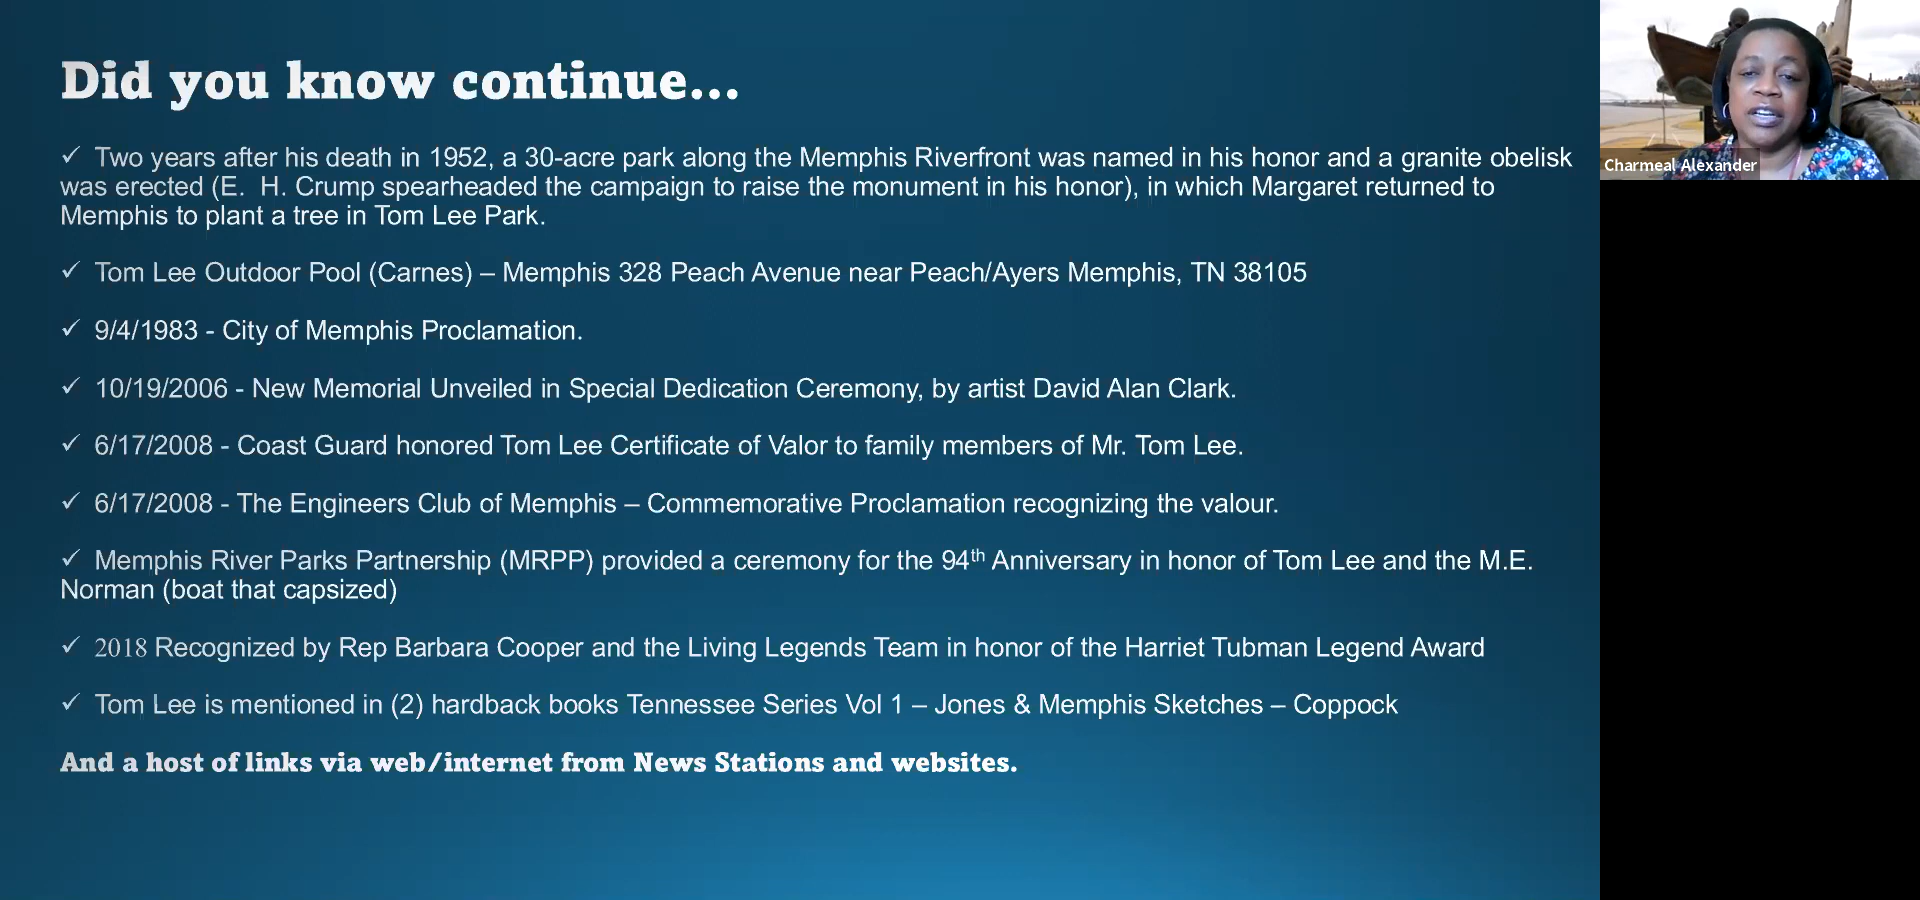 Did you know continue...
✓ Two years after his death in 1952, a 30-acre park along the Memphis Riverfront was named in his honor and a granite obelisk
was erected (E. H. Crump spearheaded the campaign to raise the monument in his honor), in which Margaret returned to
Memphis to plant a tree in Tom Lee Park.
✓ Tom Lee Outdoor Pool (Carnes) – Memphis 328 Peach Avenue near Peach/Ayers Memphis, TN 38105
✓ 9/4/1983 - City of Memphis Proclamation.
✓ 10/19/2006 - New Memorial Unveiled in Special Dedication Ceremony, by artist David Alan Clark.
✓ 6/17/2008 - Coast Guard honored Tom Lee Certificate of Valor to family members of Mr. Tom Lee.
✓ 6/17/2008 - The Engineers Club of Memphis – Commemorative Proclamation recognizing the valour.
✓ Memphis River Parks Partnership (MRPP) provided a ceremony for the 94th Anniversary in honor of Tom Lee and the M.E.
Norman (boat that capsized)
✓ 2018 Recognized by Rep Barbara Cooper and the Living Legends Team in honor of the Harriet Tubman Legend Award
✓ Tom Lee is mentioned in (2) hardback books Tennessee Series Vol 1 – Jones & Memphis Sketches – Coppock
And a host of links via web/internet from News Stations and websites.
Charmeal Alexander